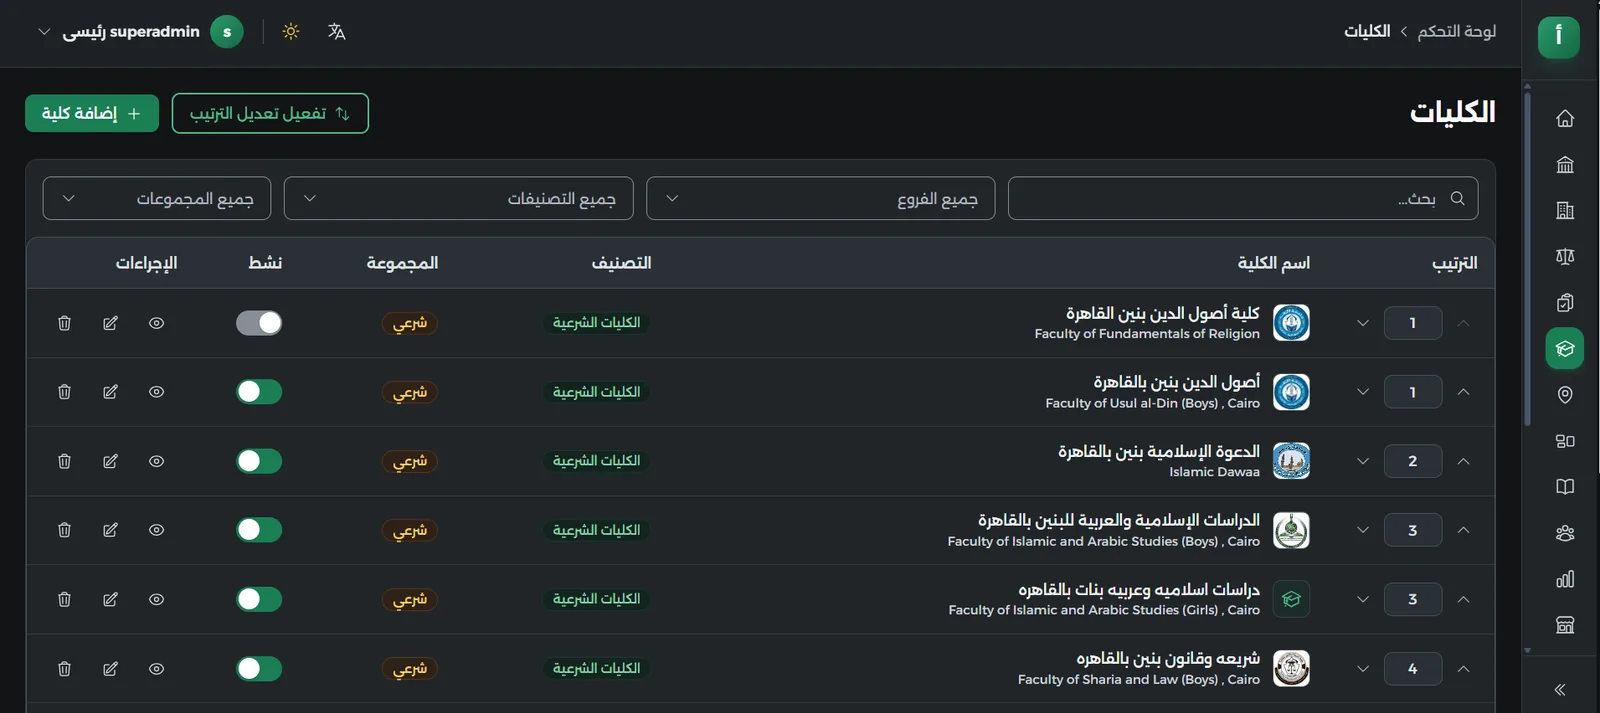 أ
لوحة التحكم
الكليات
s
superadmin رئيسى
الكليات
تفعيل تعديل الترتيب
إضافة كلية
بحث...
جميع الفروع
جميع التصنيفات
جميع المجموعات
الترتيب
اسم الكلية
التصنيف
المجموعة
نشط
الإجراءات
1
كلية أصول الدين بنين القاهرة
Faculty of Fundamentals of Religion
الكليات الشرعية
شرعي
1
أصول الدين بنين بالقاهرة
Faculty of Usul al-Din (Boys) , Cairo
الكليات الشرعية
شرعي
2
الدعوة الإسلامية بنين بالقاهرة
Islamic Dawaa
الكليات الشرعية
شرعي
3
الدراسات الإسلامية والعربية للبنين بالقاهرة
Faculty of Islamic and Arabic Studies (Boys) , Cairo
الكليات الشرعية
شرعي
3
دراسات اسلاميه وعربيه بنات بالقاهره
Faculty of Islamic and Arabic Studies (Girls) , Cairo
الكليات الشرعية
شرعي
4
شريعه وقانون بنين بالقاهره
Faculty of Sharia and Law (Boys) , Cairo
الكليات الشرعية
شرعي